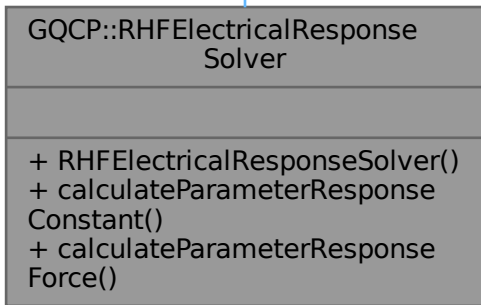 GQCP::RHFElectricalResponse
Solver
+ RHFElectricalResponseSolver()
+ calculateParameterResponse
Constant()
+ calculateParameterResponse
Force()